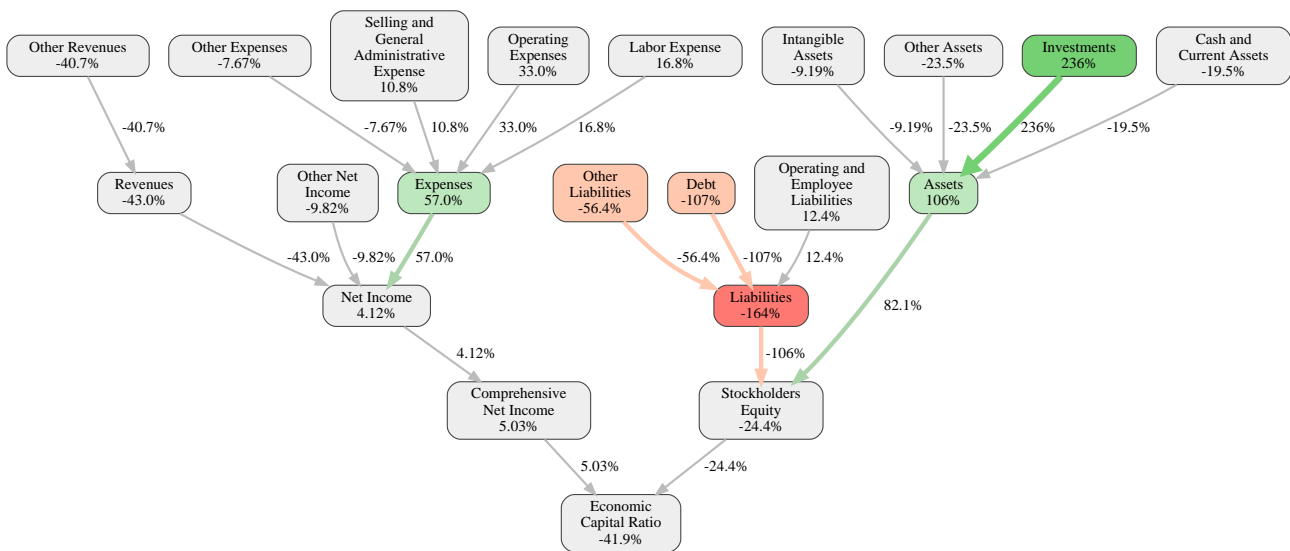 Other Revenues
-40.7%
Other Expenses
-7.67%
Selling and
General
Administrative
Expense
10.8%
Operating
Expenses
33.0%
Labor Expense
16.8%
Intangible
Assets
-9.19%
Other Assets
-23.5%
Investments
236%
Cash and
Current Assets
-19.5%
-40.7%
-7.67%
10.8%
33.0%
16.8%
-9.19%
-23.5%
236%
-19.5%
Revenues
-43.0%
Other Net
Income
-9.82%
Expenses
57.0%
Other
Liabilities
-56.4%
Debt
-107%
Operating and
Employee
Liabilities
12.4%
Assets
106%
-43.0%
-9.82%
57.0%
-56.4%
-107%
12.4%
82.1%
Net Income
4.12%
Liabilities
-164%
4.12%
-106%
Comprehensive
Net Income
5.03%
Stockholders
Equity
-24.4%
5.03%
-24.4%
Economic
Capital Ratio
-41.9%